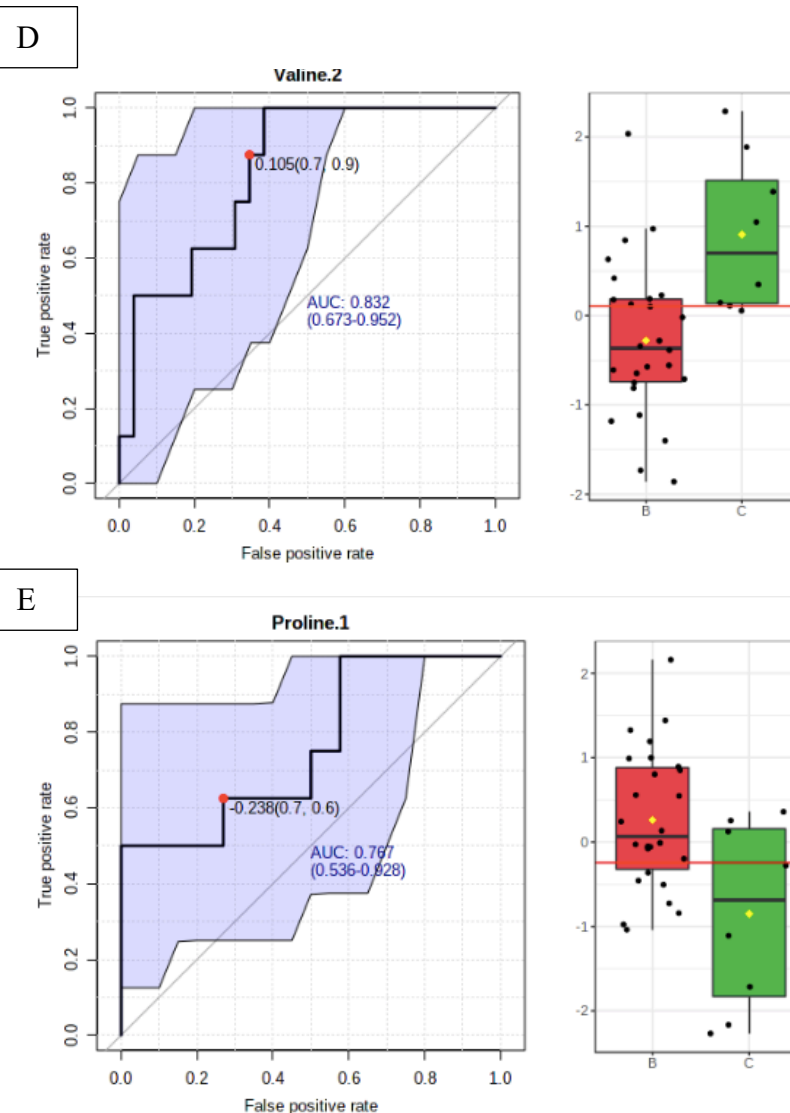 D
Valine.2
True positive rate
1.0
0.8
0.6
0.4
0.2
0.0
0.105(0.7, 0.9)
AUC: 0.832
(0.673-0.952)
0.0 0.2 0.4 0.6 0.8 1.0
False positive rate
2
1
0
-1
-2
B C
E
Proline.1
True positive rate
1.0
0.8
0.6
0.4
0.2
0.0
-0.238(0.7, 0.6)
AUC: 0.767
(0.536-0.928)
0.0 0.2 0.4 0.6 0.8 1.0
False positive rate
2
1
0
-1
-2
B C